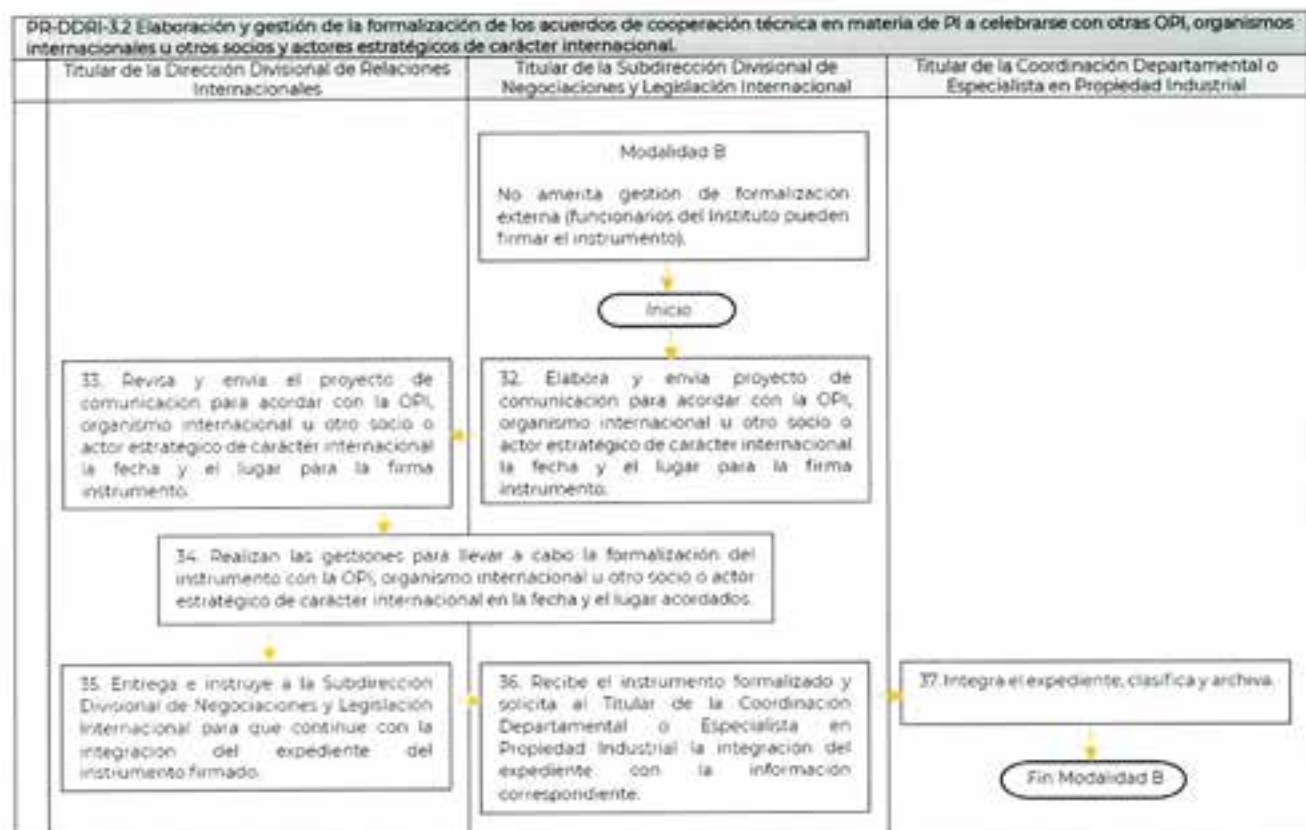 PR-DDRI-3.2 Elaboración y gestión de la formalización de los acuerdos de cooperación técnica en materia de PI a celebrarse con otras OPI, organismos
internacionales u otros socios y actores estratégicos de carácter internacional.
Titular de la Dirección Divisional de Relaciones
Internacionales
Titular de la Subdirección Divisional de
Negociaciones y Legislación Internacional
Titular de la Coordinación Departamental o
Especialista en Propiedad Industrial
Modalidad B
No amerita gestión de formalización
externa (funcionarios del Instituto pueden
firmar el instrumento).
Inicio
32. Elabora y envía proyecto de
comunicación para acordar con la OPI,
organismo internacional u otro socio o
actor estratégico de carácter internacional
la fecha y el lugar para la firma
instrumento.
33. Revisa y envía el proyecto de
comunicación para acordar con la OPI,
organismo internacional u otro socio o
actor estratégico de carácter internacional
la fecha y el lugar para la firma
instrumento.
34. Realizan las gestiones para llevar a cabo la formalización del
instrumento con la OPI, organismo internacional u otro socio o actor
estratégico de carácter internacional en la fecha y el lugar acordados.
35. Entrega e instruye a la Subdirección
Divisional de Negociaciones y Legislación
Internacional para que continue con la
integración del expediente del
instrumento firmado.
36. Recibe el instrumento formalizado y
solicita al Titular de la Coordinación
Departamental o Especialista en
Propiedad Industrial la integración del
expediente con la información
correspondiente.
37. Integra el expediente, clasifica y archiva.
Fin Modalidad B